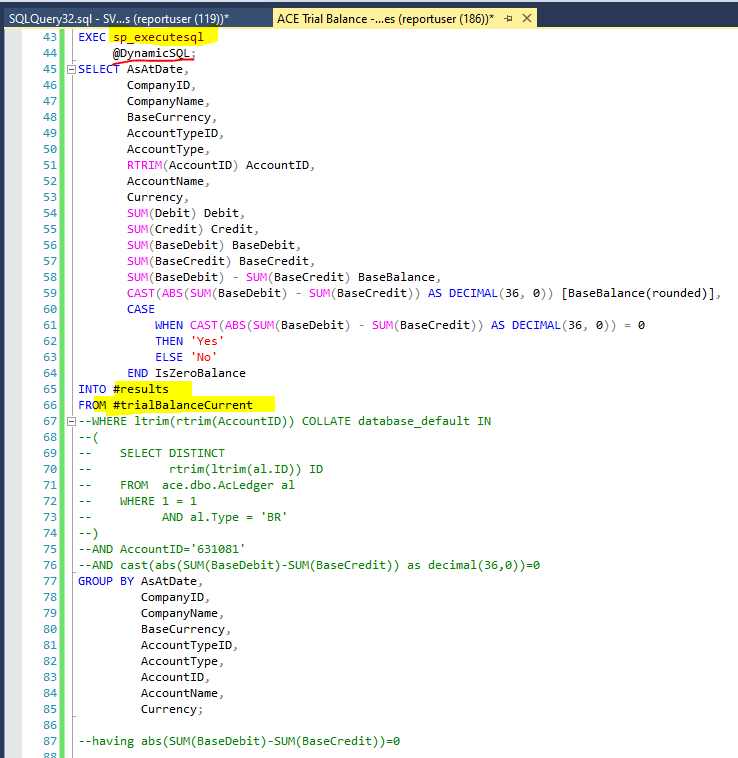 SQLQuery32.sql - SV...s (reportuser (119))* ACE Trial Balance -...es (reportuser (186))*
43 EXEC sp_executesql
44 @DynamicSQL;
45 SELECT AsAtDate,
46 CompanyID,
47 CompanyName,
48 BaseCurrency,
49 AccountTypeID,
50 AccountType,
51 RTRIM(AccountID) AccountID,
52 AccountName,
53 Currency,
54 SUM(Debit) Debit,
55 SUM(Credit) Credit,
56 SUM(BaseDebit) BaseDebit,
57 SUM(BaseCredit) BaseCredit,
58 SUM(BaseDebit) - SUM(BaseCredit) BaseBalance,
59 CAST(ABS(SUM(BaseDebit) - SUM(BaseCredit)) AS DECIMAL(36, 0)) [BaseBalance(rounded)],
60 CASE
61 WHEN CAST(ABS(SUM(BaseDebit) - SUM(BaseCredit)) AS DECIMAL(36, 0)) = 0
62 THEN 'Yes'
63 ELSE 'No'
64 END IsZeroBalance
65 INTO #results
66 FROM #trialBalanceCurrent
67 --WHERE ltrim(rtrim(AccountID)) COLLATE database_default IN
68 --(
69 -- SELECT DISTINCT
70 -- rtrim(ltrim(al.ID)) ID
71 -- FROM ace.dbo.AcLedger al
72 -- WHERE 1 = 1
73 -- AND al.Type = 'BR'
74 --)
75 --AND AccountID='631081'
76 --AND cast(abs(SUM(BaseDebit)-SUM(BaseCredit)) as decimal(36,0))=0
77 GROUP BY AsAtDate,
78 CompanyID,
79 CompanyName,
80 BaseCurrency,
81 AccountTypeID,
82 AccountType,
83 AccountID,
84 AccountName,
85 Currency;
86
87 --having abs(SUM(BaseDebit)-SUM(BaseCredit))=0
88